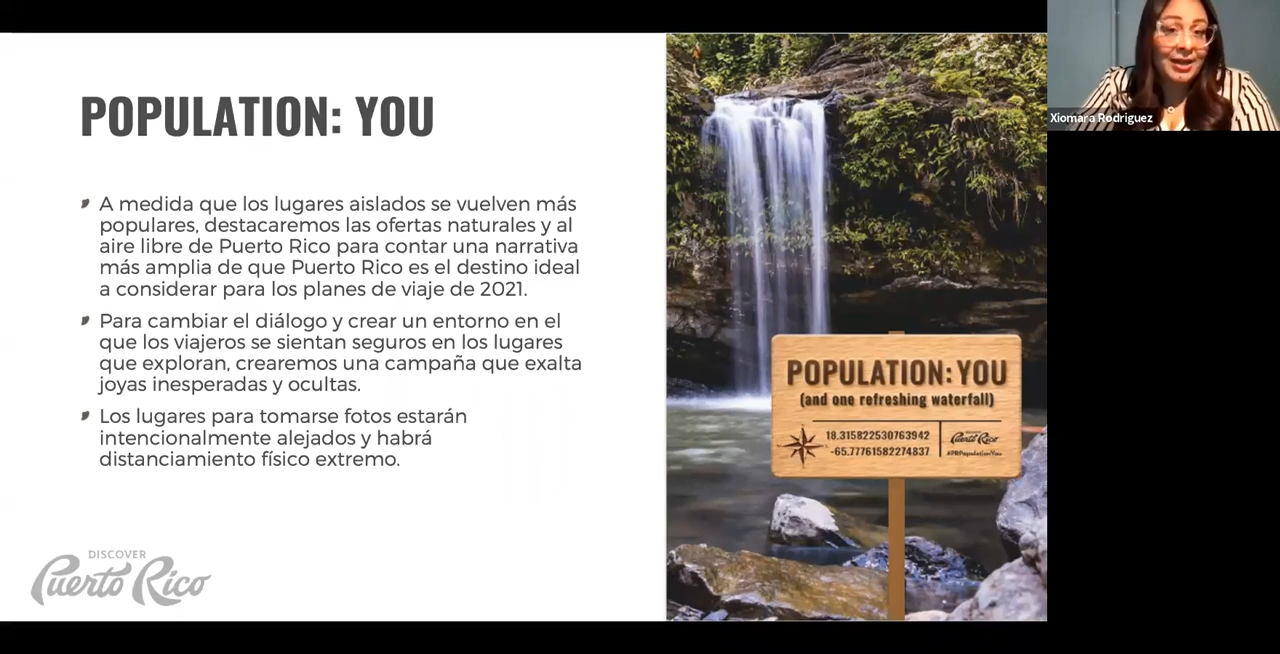 POPULATION: YOU
A medida que los lugares aislados se vuelven más
populares, destacaremos las ofertas naturales y al
aire libre de Puerto Rico para contar una narrativa
más amplia de que Puerto Rico es el destino ideal
a considerar para los planes de viaje de 2021.
Para cambiar el diálogo y crear un entorno en el
que los viajeros se sientan seguros en los lugares
que exploran, crearemos una campaña que exalta
joyas inesperadas y ocultas.
Los lugares para tomarse fotos estarán
intencionalmente alejados y habrá
distanciamiento físico extremo.
DISCOVER
Puerto Rico
POPULATION: YOU
(and one refreshing waterfall)
18.315822530763942
-65.77761582274837
Puerto Rico
#PRPopulationYou
Xiomara Rodriguez